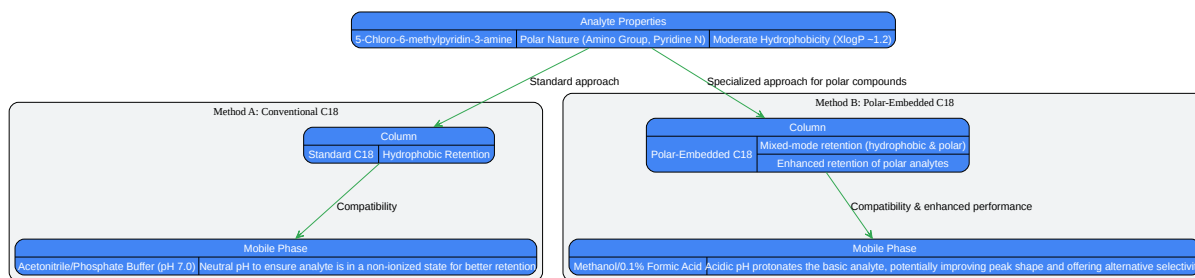 Analyte Properties
5-Chloro-6-methylpyridin-3-amine Polar Nature (Amino Group, Pyridine N) Moderate Hydrophobicity (XlogP ~1.2)
Standard approach Specialized approach for polar compounds
Method A: Conventional C18
Column
Standard C18 Hydrophobic Retention
Compatibility
Mobile Phase
Acetonitrile/Phosphate Buffer (pH 7.0) Neutral pH to ensure analyte is in a non-ionized state for better retention
Method B: Polar-Embedded C18
Column
Polar-Embedded C18
Mixed-mode retention (hydrophobic & polar)
Enhanced retention of polar analytes
Compatibility & enhanced performance
Mobile Phase
Methanol/0.1% Formic Acid Acidic pH protonates the basic analyte, potentially improving peak shape and offering alternative